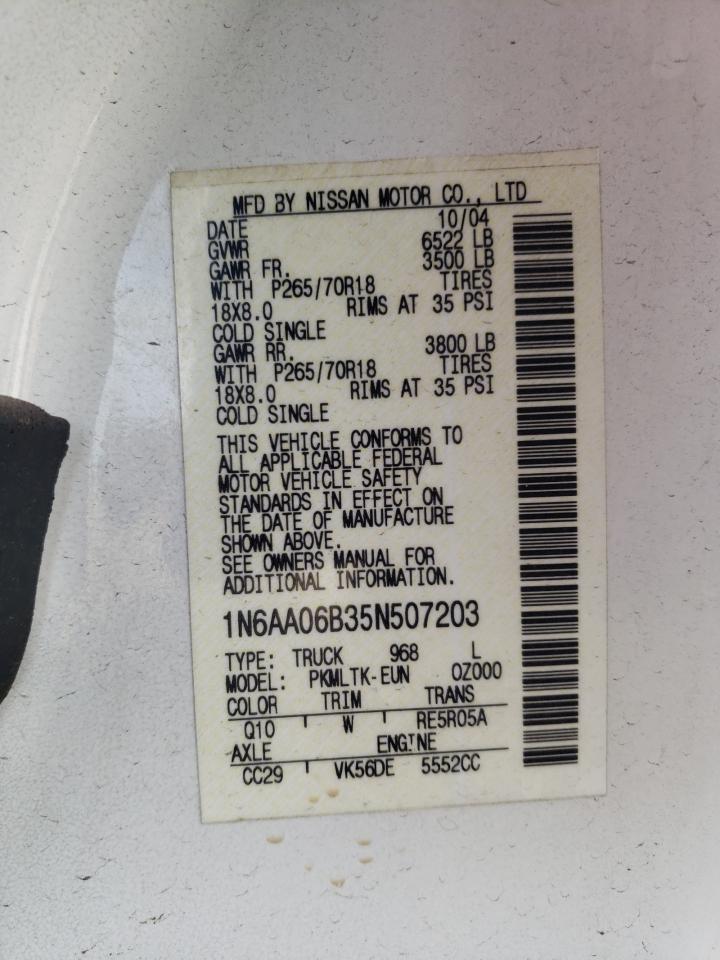 MFD BY NISSAN MOTOR CO., LTD
DATE 10/04
GVWR 6522 LB
GAWR FR. 3500 LB
WITH P265/70R18 TIRES
18X8.0 RIMS AT 35 PSI
COLD SINGLE
GAWR RR. 3800 LB
WITH P265/70R18 TIRES
18X8.0 RIMS AT 35 PSI
COLD SINGLE
THIS VEHICLE CONFORMS TO
ALL APPLICABLE FEDERAL
MOTOR VEHICLE SAFETY
STANDARDS IN EFFECT ON
THE DATE OF MANUFACTURE
SHOWN ABOVE.
SEE OWNERS MANUAL FOR
ADDITIONAL INFORMATION.
1N6AA06B35N507203
TYPE: TRUCK 968 L
MODEL: PKMLTK-EUN 0Z000
COLOR TRIM TRANS
Q10 W RE5R05A
AXLE ENGINE
CC29 VK56DE 5552CC